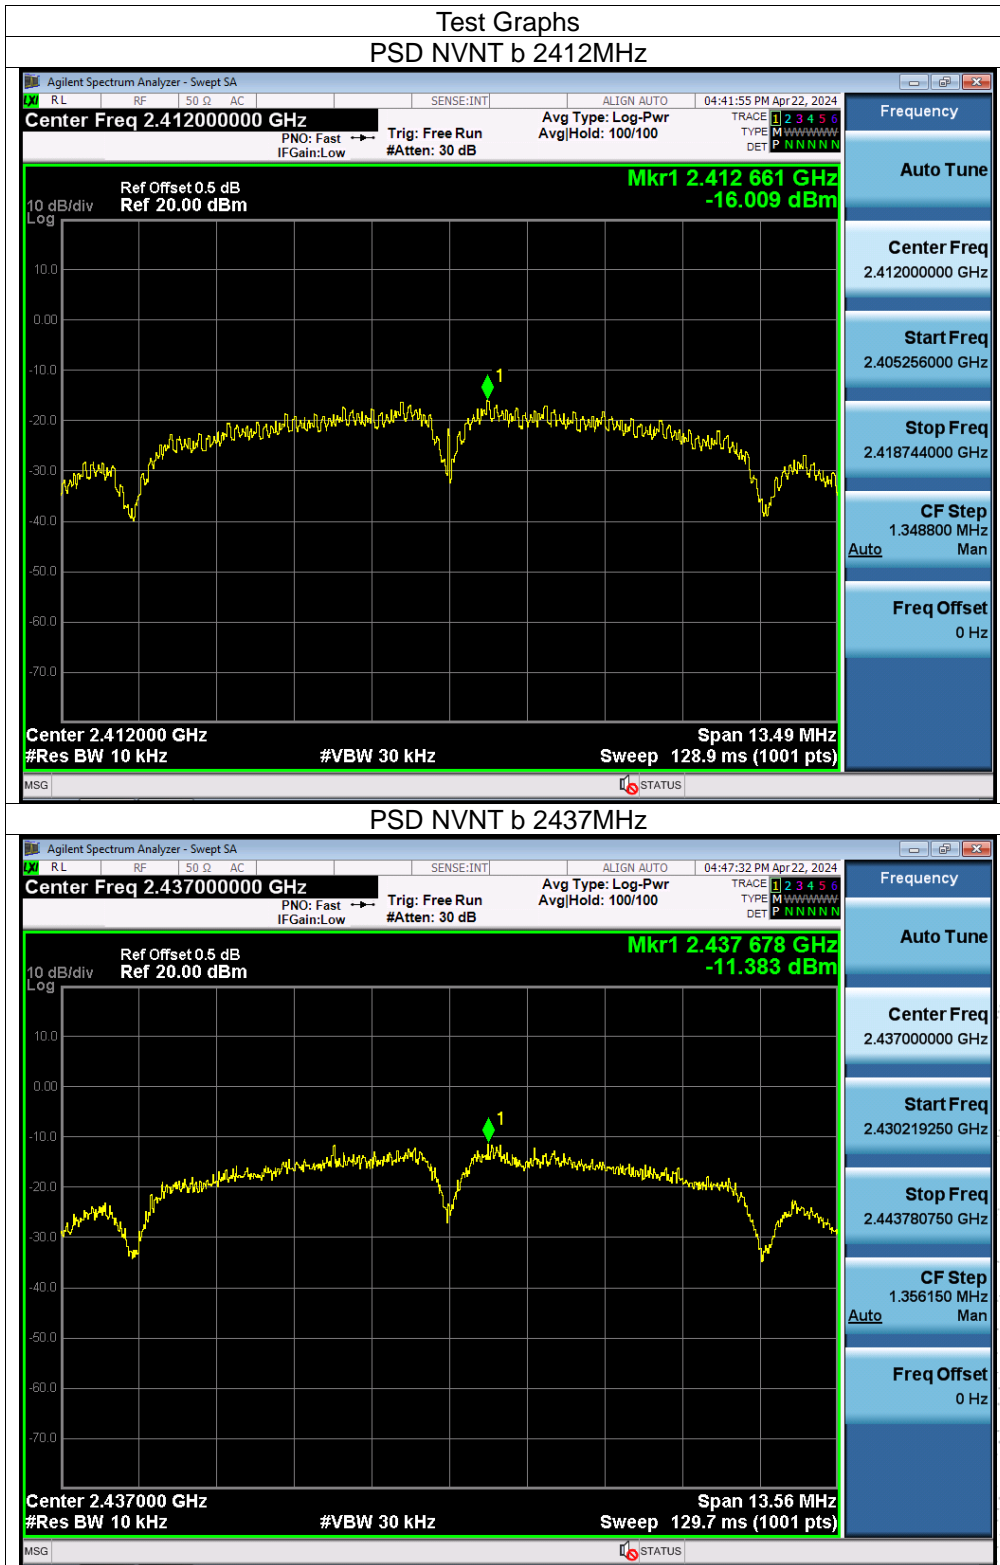 Test Graphs
PSD NVNT b 2412MHz
Agilent Spectrum Analyzer - Swept SA
LXI RL RF 50 Ω AC SENSE:INT ALIGN AUTO 04:41:55 PM Apr 22, 2024
Center Freq 2.412000000 GHz
PNO: Fast
IFGain:Low
Trig: Free Run
#Atten: 30 dB
Avg Type: Log-Pwr
Avg|Hold: 100/100
TRACE 1 2 3 4 5 6
TYPE M WWWWW
DET P N N N N N
Ref Offset 0.5 dB
10 dB/div Ref 20.00 dBm
Log
Mkr1 2.412 661 GHz
-16.009 dBm
10.0
0.00
-10.0
-20.0
-30.0
-40.0
-50.0
-60.0
-70.0
1
Center 2.412000 GHz Span 13.49 MHz
#Res BW 10 kHz #VBW 30 kHz Sweep 128.9 ms (1001 pts)
MSG STATUS
Frequency
Auto Tune
Center Freq
2.412000000 GHz
Start Freq
2.405256000 GHz
Stop Freq
2.418744000 GHz
CF Step
1.348800 MHz
Auto Man
Freq Offset
0 Hz
PSD NVNT b 2437MHz
Agilent Spectrum Analyzer - Swept SA
LXI RL RF 50 Ω AC SENSE:INT ALIGN AUTO 04:47:32 PM Apr 22, 2024
Center Freq 2.437000000 GHz
PNO: Fast
IFGain:Low
Trig: Free Run
#Atten: 30 dB
Avg Type: Log-Pwr
Avg|Hold: 100/100
TRACE 1 2 3 4 5 6
TYPE M WWWWW
DET P N N N N N
Ref Offset 0.5 dB
10 dB/div Ref 20.00 dBm
Log
Mkr1 2.437 678 GHz
-11.383 dBm
10.0
0.00
-10.0
-20.0
-30.0
-40.0
-50.0
-60.0
-70.0
1
Center 2.437000 GHz Span 13.56 MHz
#Res BW 10 kHz #VBW 30 kHz Sweep 129.7 ms (1001 pts)
MSG STATUS
Frequency
Auto Tune
Center Freq
2.437000000 GHz
Start Freq
2.430219250 GHz
Stop Freq
2.443780750 GHz
CF Step
1.356150 MHz
Auto Man
Freq Offset
0 Hz